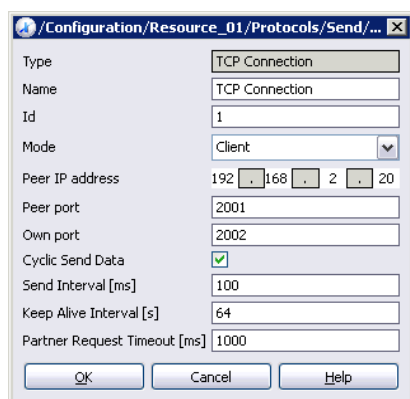 /Configuration/Resource_01/Protocols/Send/...
Type TCP Connection
Name TCP Connection
Id 1
Mode Client
Peer IP address 192 . 168 . 2 . 20
Peer port 2001
Own port 2002
Cyclic Send Data
Send Interval [ms] 100
Keep Alive Interval [s] 64
Partner Request Timeout [ms] 1000
OK Cancel Help